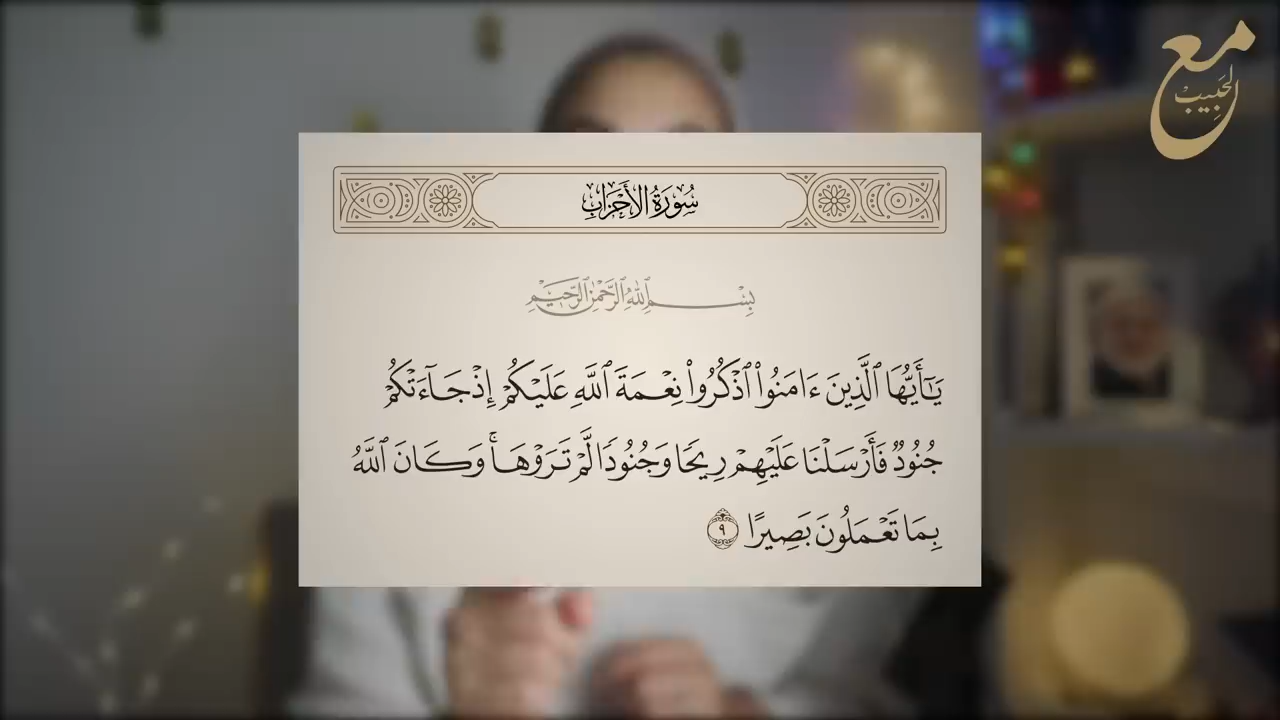 مع
الحبيب
سُورَةُ الأَحْزَابِ
بِسْمِ ٱللَّهِ ٱلرَّحْمَٰنِ ٱلرَّحِيمِ
يَٰٓأَيُّهَا ٱلَّذِينَ ءَامَنُوا۟ ٱذْكُرُوا۟ نِعْمَةَ ٱللَّهِ عَلَيْكُمْ إِذْ جَآءَتْكُمْ
جُنُودٌ فَأَرْسَلْنَا عَلَيْهِمْ رِيحًا وَجُنُودًا لَّمْ تَرَوْهَا ۚ وَكَانَ ٱللَّهُ
بِمَا تَعْمَلُونَ بَصِيرًا ٩